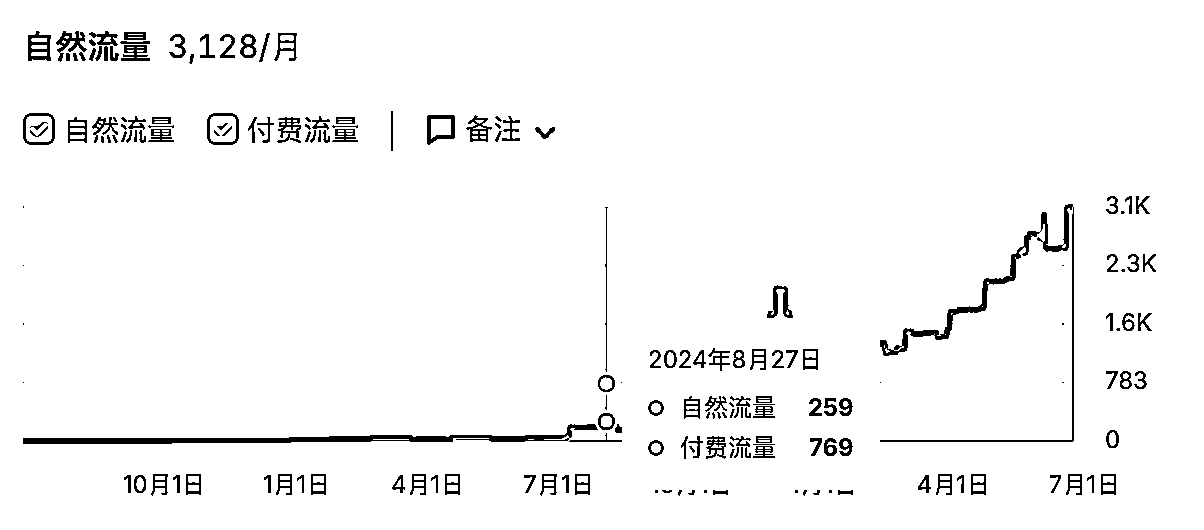 自然流量 3,128/月
自然流量 付费流量 备注
3.1K
2.3K
1.6K
2024年8月27日
783
自然流量 259
付费流量 769
0
10月1日 1月1日 4月1日 7月1日 4月1日 7月1日